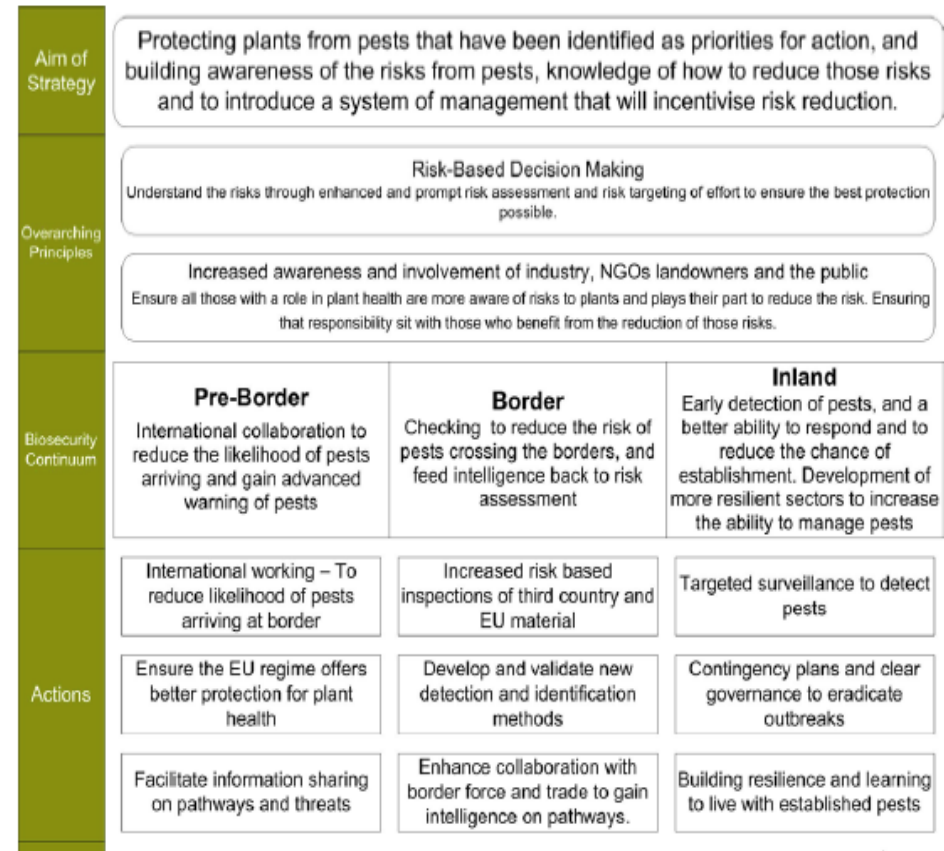 Aim of
Strategy
Protecting plants from pests that have been identified as priorities for action, and
building awareness of the risks from pests, knowledge of how to reduce those risks
and to introduce a system of management that will incentivise risk reduction.
Overarching
Principles
Risk-Based Decision Making
Understand the risks through enhanced and prompt risk assessment and risk targeting of effort to ensure the best protection
possible.
Increased awareness and involvement of industry, NGOs landowners and the public
Ensure all those with a role in plant health are more aware of risks to plants and plays their part to reduce the risk. Ensuring
that responsibility sit with those who benefit from the reduction of those risks.
Biosecurity
Continuum
Pre-Border
International collaboration to
reduce the likelihood of pests
arriving and gain advanced
warning of pests
Border
Checking to reduce the risk of
pests crossing the borders, and
feed intelligence back to risk
assessment
Inland
Early detection of pests, and a
better ability to respond and to
reduce the chance of
establishment. Development of
more resilient sectors to increase
the ability to manage pests
Actions
International working – To
reduce likelihood of pests
arriving at border
Increased risk based
inspections of third country and
EU material
Targeted surveillance to detect
pests
Ensure the EU regime offers
better protection for plant
health
Develop and validate new
detection and identification
methods
Contingency plans and clear
governance to eradicate
outbreaks
Facilitate information sharing
on pathways and threats
Enhance collaboration with
border force and trade to gain
intelligence on pathways.
Building resilience and learning
to live with established pests